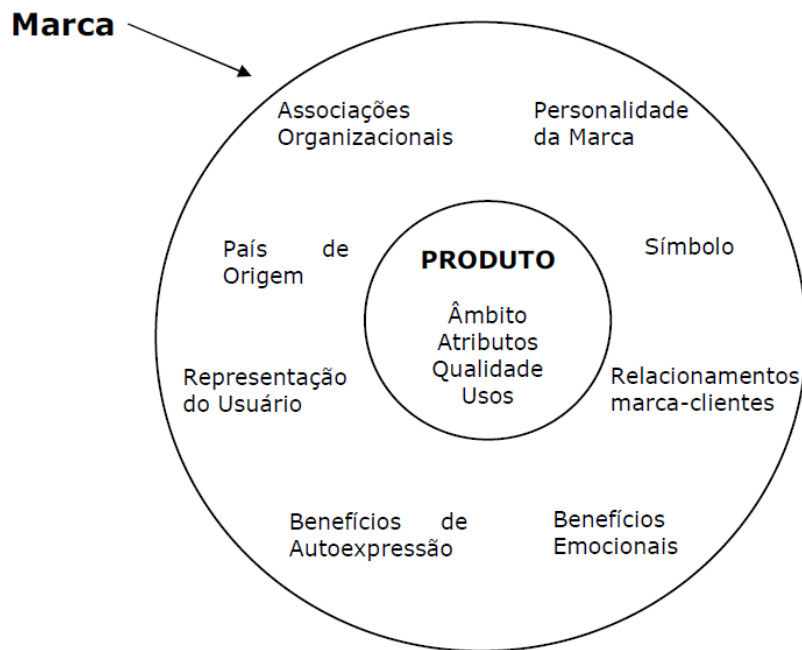 Marca
Associações
Organizacionais
Personalidade
da Marca
País de
Origem
PRODUTO
Âmbito
Atributos
Qualidade
Usos
Símbolo
Representação
do Usuário
Relacionamentos
marca-clientes
Benefícios de
Autoexpressão
Benefícios
Emocionais